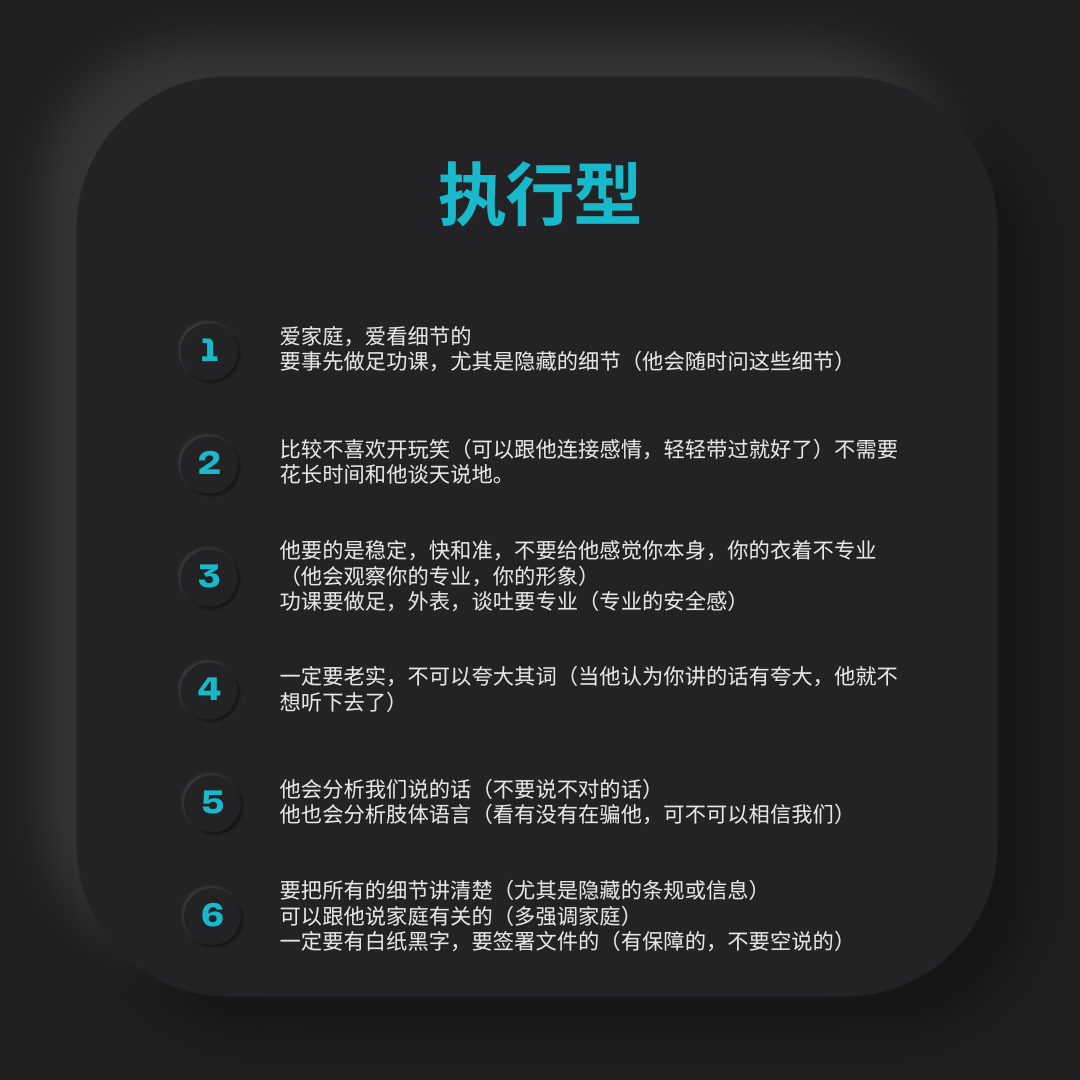 执行型
1
爱家庭，爱看细节的
要事先做足功课，尤其是隐藏的细节（他会随时问这些细节）
2
比较不喜欢开玩笑（可以跟他连接感情，轻轻带过就好了）不需要
花长时间和他谈天说地。
3
他要的是稳定，快和准，不要给他感觉你本身，你的衣着不专业
（他会观察你的专业，你的形象）
功课要做足，外表，谈吐要专业（专业的安全感）
4
一定要老实，不可以夸大其词（当他认为你讲的话有夸大，他就不
想听下去了）
5
他会分析我们说的话（不要说不对的话）
他也会分析肢体语言（看有没有在骗他，可不可以相信我们）
6
要把所有的细节讲清楚（尤其是隐藏的条规或信息）
可以跟他说家庭有关的（多强调家庭）
一定要有白纸黑字，要签署文件的（有保障的，不要空说的）